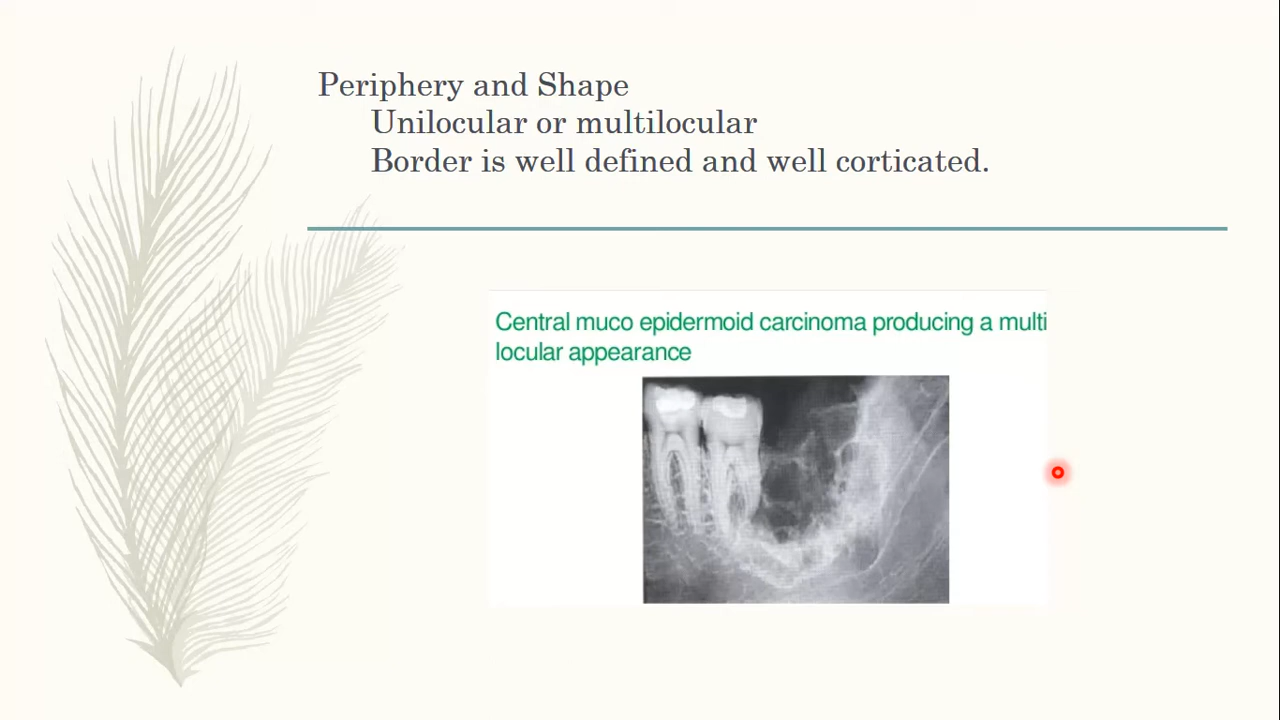 Periphery and Shape
Unilocular or multilocular
Border is well defined and well corticated.
Central muco epidermoid carcinoma producing a multi
locular appearance